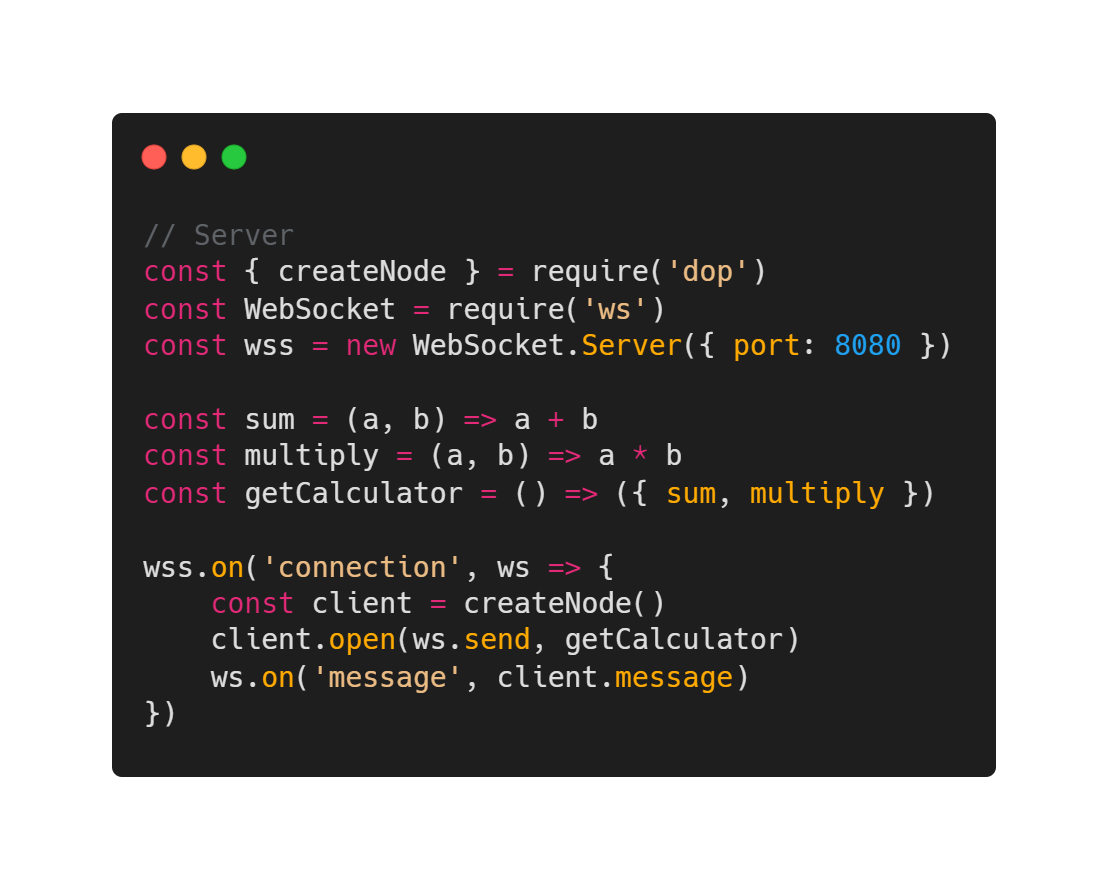 // Server
const { createNode } = require('dop')
const WebSocket = require('ws')
const wss = new WebSocket.Server({ port: 8080 })

const sum = (a, b) => a + b
const multiply = (a, b) => a * b
const getCalculator = () => ({ sum, multiply })

wss.on('connection', ws => {
    const client = createNode()
    client.open(ws.send, getCalculator)
    ws.on('message', client.message)
})